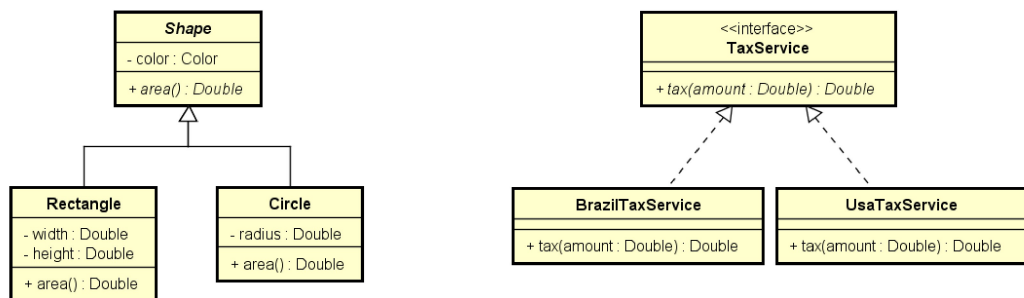 Shape
- color : Color
+ area() : Double
Rectangle
- width : Double
- height : Double
+ area() : Double
Circle
- radius : Double
+ area() : Double
<<interface>>
TaxService
+ tax(amount : Double) : Double
BrazilTaxService
+ tax(amount : Double) : Double
UsaTaxService
+ tax(amount : Double) : Double